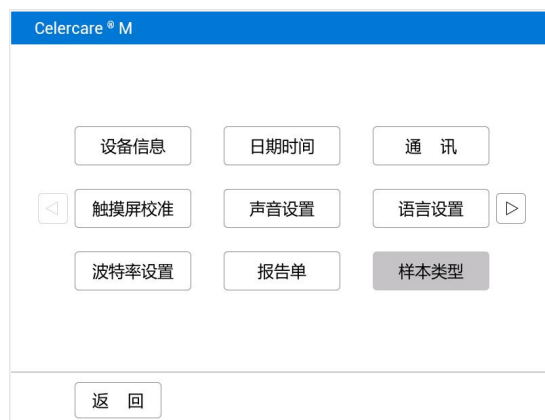 Celercare ® M
设备信息 日期时间 通 讯
触摸屏校准 声音设置 语言设置
波特率设置 报告单 样本类型
返 回